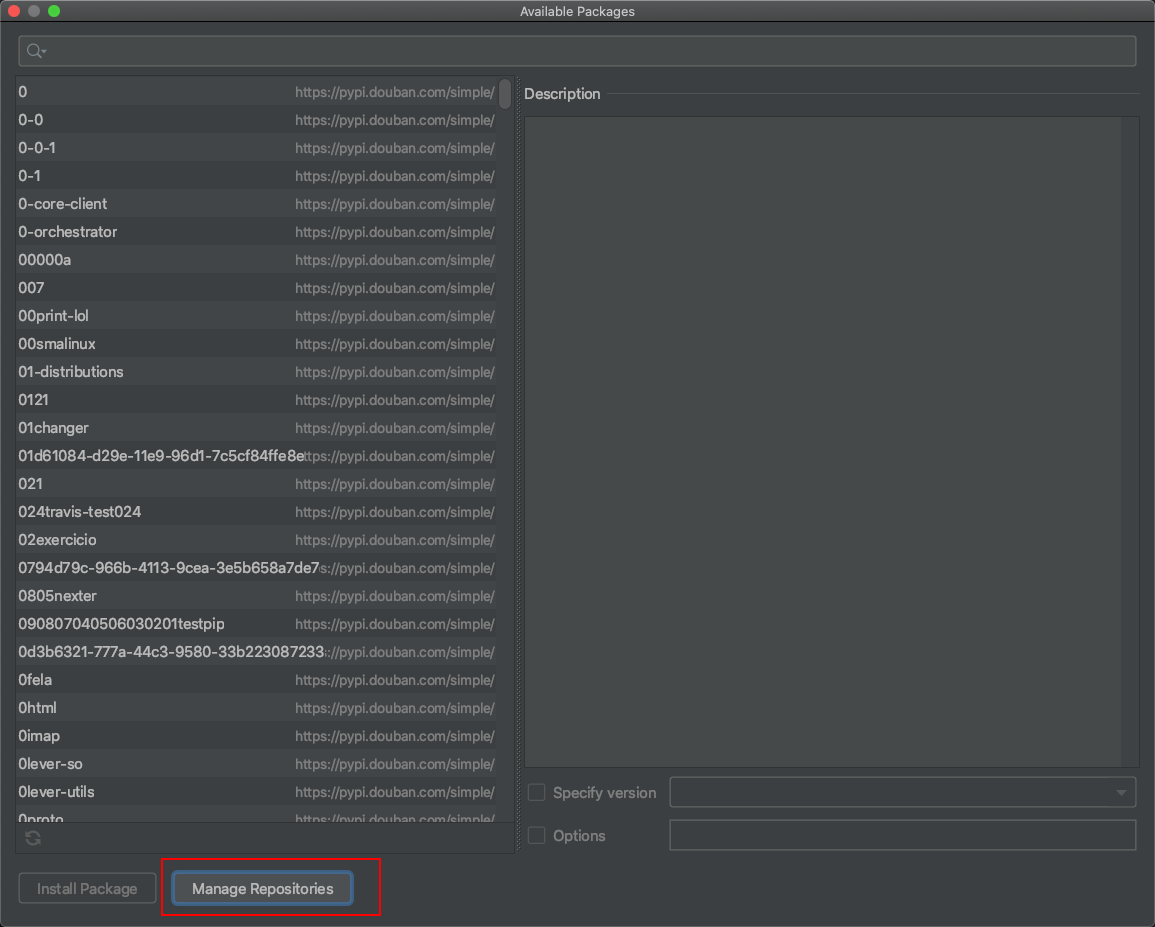 Available Packages
0 https://pypi.douban.com/simple/
0-0 https://pypi.douban.com/simple/
0-0-1 https://pypi.douban.com/simple/
0-1 https://pypi.douban.com/simple/
0-core-client https://pypi.douban.com/simple/
0-orchestrator https://pypi.douban.com/simple/
00000a https://pypi.douban.com/simple/
007 https://pypi.douban.com/simple/
00print-lol https://pypi.douban.com/simple/
00smalinux https://pypi.douban.com/simple/
01-distributions https://pypi.douban.com/simple/
0121 https://pypi.douban.com/simple/
01changer https://pypi.douban.com/simple/
01d61084-d29e-11e9-96d1-7c5cf84ffe8e ttps://pypi.douban.com/simple/
021 https://pypi.douban.com/simple/
024travis-test024 https://pypi.douban.com/simple/
02exercicio https://pypi.douban.com/simple/
0794d79c-966b-4113-9cea-3e5b658a7de7 s://pypi.douban.com/simple/
0805nexter https://pypi.douban.com/simple/
090807040506030201testpip https://pypi.douban.com/simple/
0d3b6321-777a-44c3-9580-33b223087233 ://pypi.douban.com/simple/
0fela https://pypi.douban.com/simple/
0html https://pypi.douban.com/simple/
0imap https://pypi.douban.com/simple/
0lever-so https://pypi.douban.com/simple/
0lever-utils https://pypi.douban.com/simple/
0proto https://pypi.douban.com/simple/
Description
Specify version
Options
Install Package
Manage Repositories